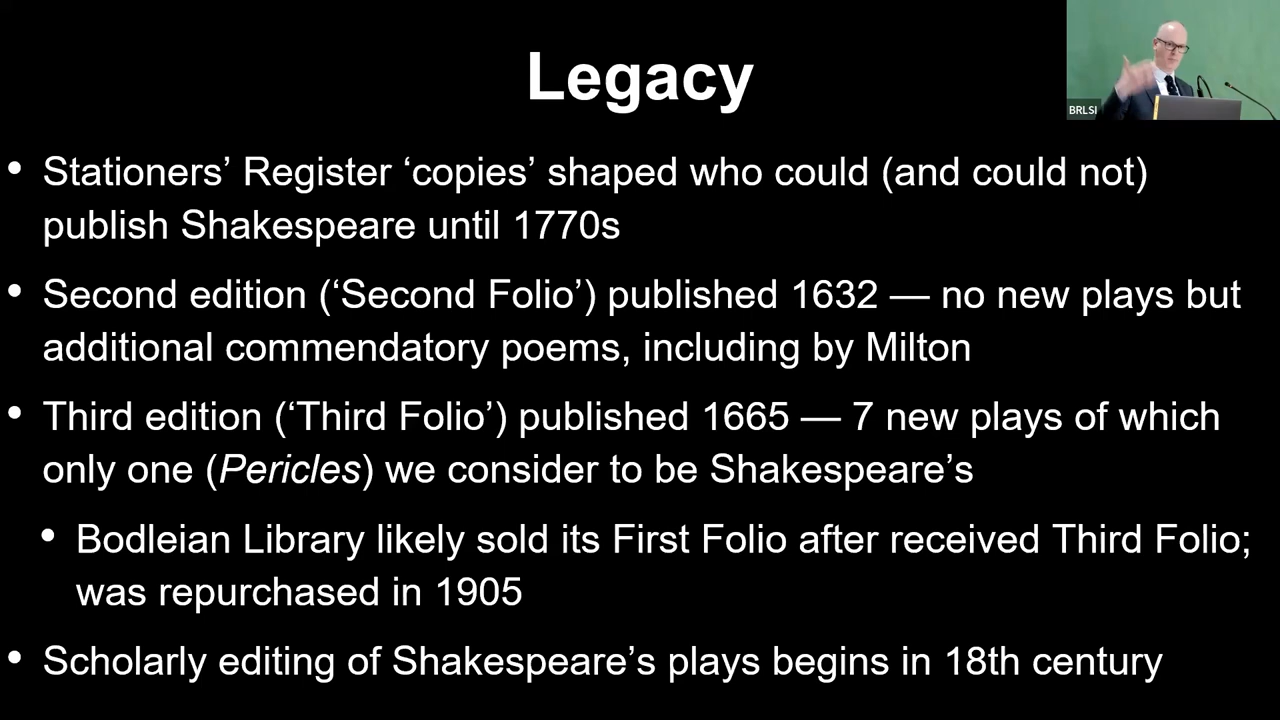 Legacy
BRLSI
• Stationers’ Register ‘copies’ shaped who could (and could not)
publish Shakespeare until 1770s
• Second edition (‘Second Folio’) published 1632 — no new plays but
additional commendatory poems, including by Milton
• Third edition (‘Third Folio’) published 1665 — 7 new plays of which
only one (Pericles) we consider to be Shakespeare’s
• Bodleian Library likely sold its First Folio after received Third Folio;
was repurchased in 1905
• Scholarly editing of Shakespeare’s plays begins in 18th century